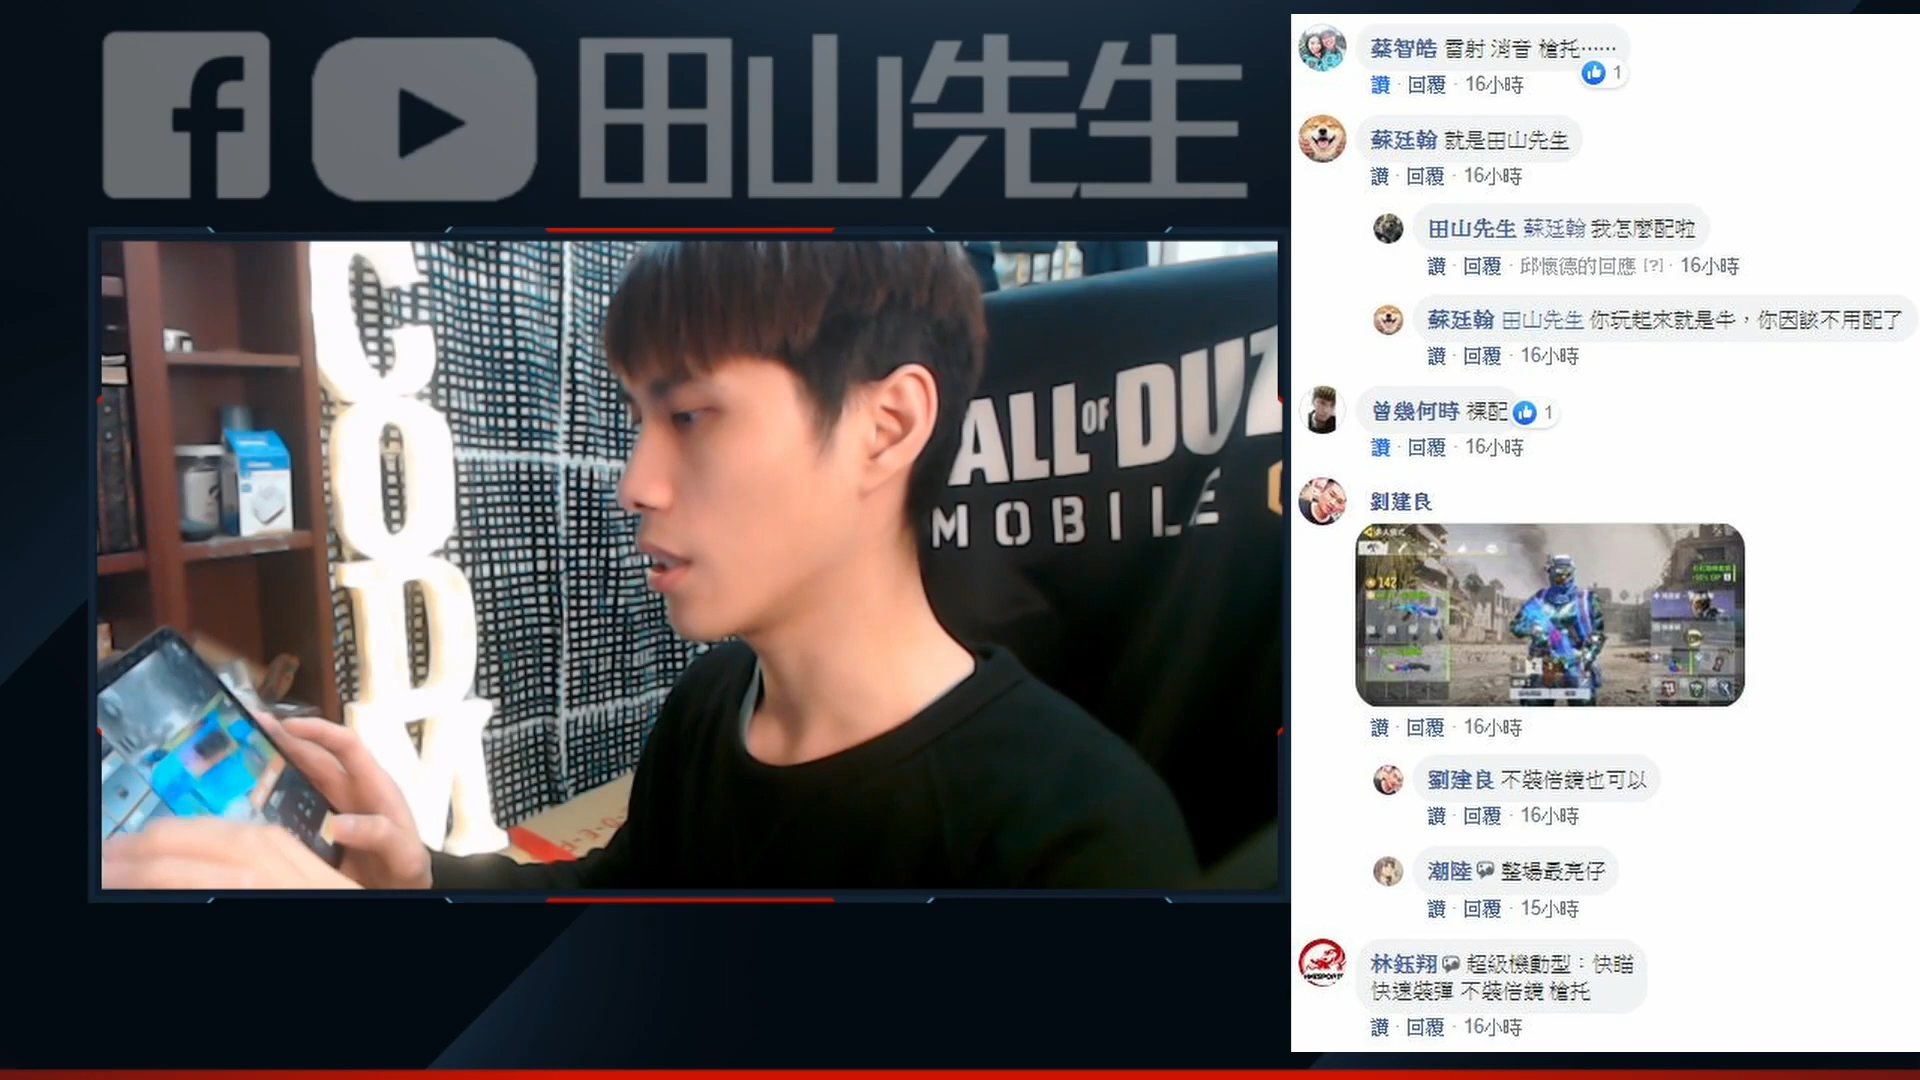 田山先生
CODM
CALL OF DUTY
MOBILE
蔡智皓 雷射 消音 槍托……
1
讚 · 回覆 · 16小時
蘇廷翰 就是田山先生
讚 · 回覆 · 16小時
田山先生 蘇廷翰 我怎麼配啦
讚 · 回覆 · 邱懷德的回應 [?] · 16小時
蘇廷翰 田山先生 你玩起來就是牛，你因該不用配了
讚 · 回覆 · 16小時
曾幾何時 裸配
1
讚 · 回覆 · 16小時
劉建良
142
讚 · 回覆 · 16小時
劉建良 不裝倍鏡也可以
讚 · 回覆 · 16小時
潮陸 整場最亮仔
讚 · 回覆 · 15小時
林鈺翔 超級機動型：快瞄
快速裝彈 不裝倍鏡 槍托
讚 · 回覆 · 16小時